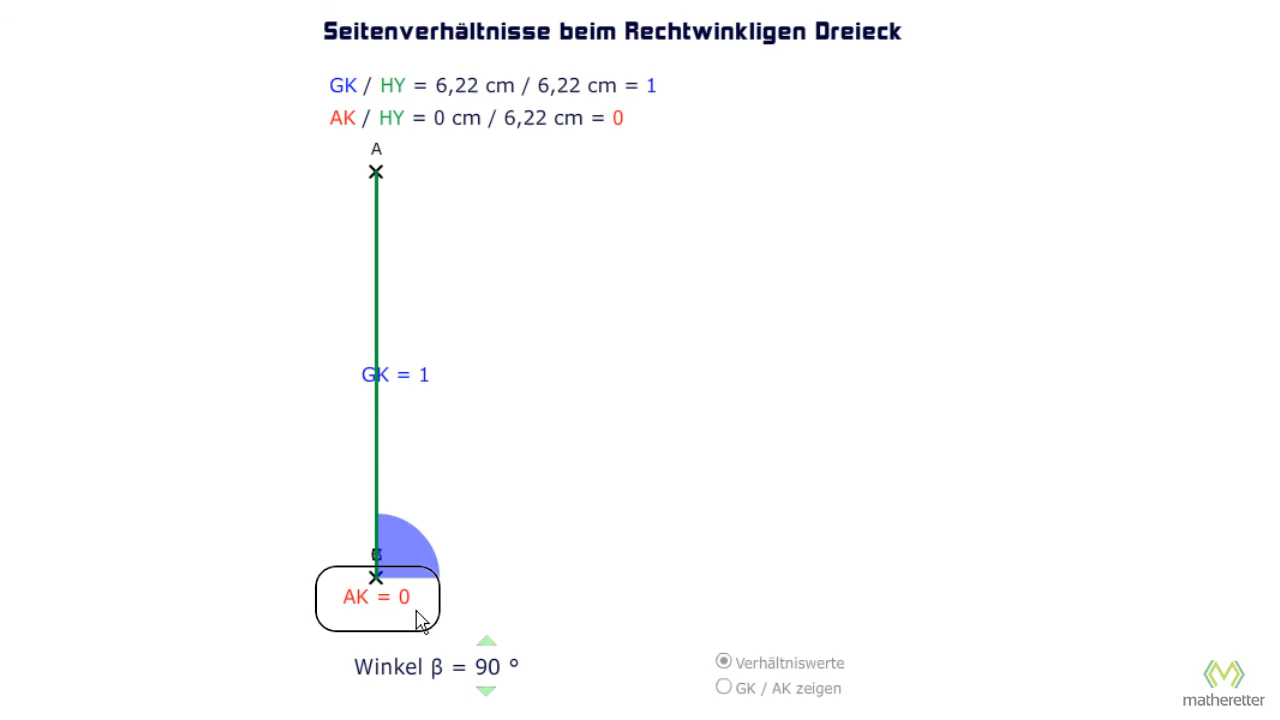 Seitenverhältnisse beim Rechtwinkligen Dreieck
GK / HY = 6,22 cm / 6,22 cm = 1
AK / HY = 0 cm / 6,22 cm = 0
A
GK = 1
AK = 0
Winkel β = 90 °
Verhältniswerte
GK / AK zeigen
matheretter